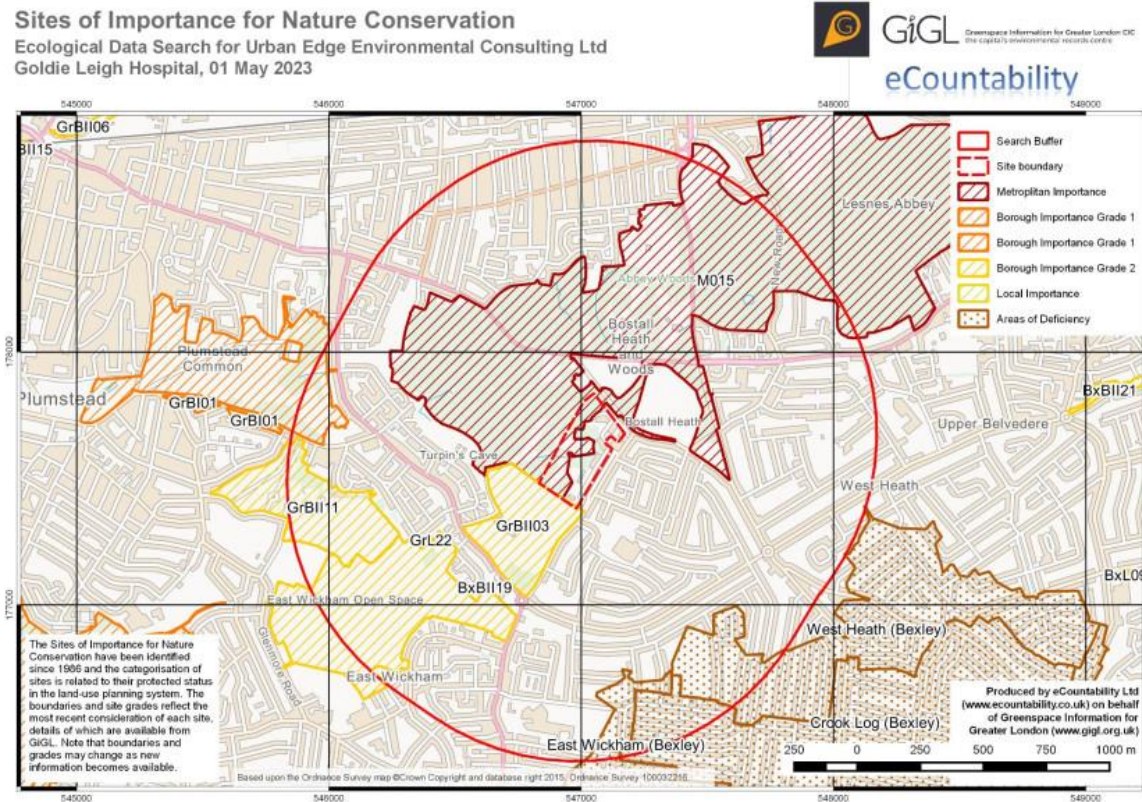 Sites of Importance for Nature Conservation
Ecological Data Search for Urban Edge Environmental Consulting Ltd
Goldie Leigh Hospital, 01 May 2023
GiGL
Greenspace Information for Greater London CIC
the capital's environmental records centre
eCountability
545000 546000 547000 548000 549000
GrBII06
BII15
Search Buffer
Site boundary
Metroplitan Importance
Borough Importance Grade 1
Borough Importance Grade 1
Borough Importance Grade 2
Local Importance
Areas of Deficiency
Lesnes Abbey
New Road
Abbey Woods
M015
Bostall
Heath
and
Woods
178000
178000
Plumstead
Common
Plumstead
GrBI01
GrBI01
BxBII21
Bostall Heath
Upper Belvedere
Turpin's Cave
West Heath
GrBII11
GrBII03
GrL22
BxBII19
BxL09
East Wickham Open Space
177000
177000
Glenmore Road
West Heath (Bexley)
East Wickham
Crook Log (Bexley)
East Wickham (Bexley)
The Sites of Importance for Nature
Conservation have been identified
since 1986 and the categorisation of
sites is related to their protected status
in the land-use planning system. The
boundaries and site grades reflect the
most recent consideration of each site,
details of which are available from
GiGL. Note that boundaries and
grades may change as new
information becomes available.
Produced by eCountability Ltd
(www.ecountability.co.uk) on behalf
of Greenspace Information for
Greater London (www.gigl.org.uk)
250 0 250 500 750 1000 m
Based upon the Ordnance Survey map ©Crown Copyright and database right 2015. Ordnance Survey 100032216
545000 546000 547000 548000 549000